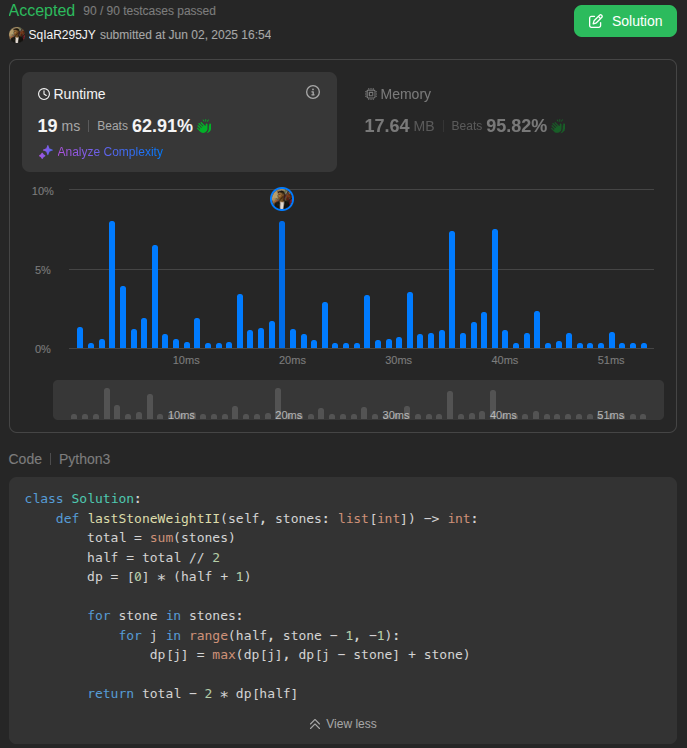 Accepted 90 / 90 testcases passed
Solution
SqlaR295JY submitted at Jun 02, 2025 16:54
Runtime
19 ms | Beats 62.91%
Analyze Complexity
Memory
17.64 MB | Beats 95.82%
10%
5%
0%
10ms 20ms 30ms 40ms 51ms
10ms 20ms 30ms 40ms 51ms
Code | Python3
class Solution:
    def lastStoneWeightII(self, stones: list[int]) -> int:
        total = sum(stones)
        half = total // 2
        dp = [0] * (half + 1)
        for stone in stones:
            for j in range(half, stone - 1, -1):
                dp[j] = max(dp[j], dp[j - stone] + stone)
        return total - 2 * dp[half]
View less